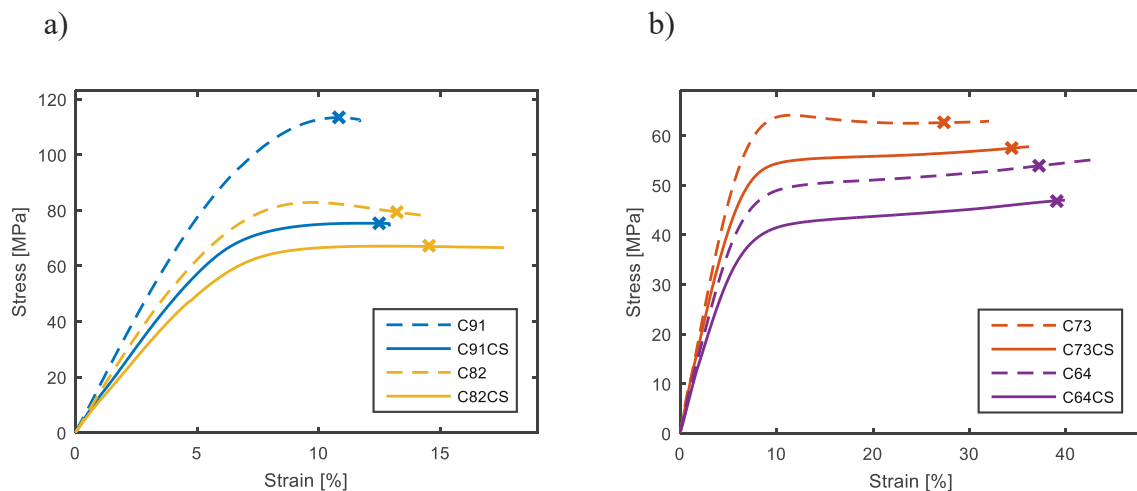 a)
120
100
80
60
40
20
0
Stress [MPa]
0 5 10 15
Strain [%]
C91
C91CS
C82
C82CS
b)
60
50
40
30
20
10
0
Stress [MPa]
0 10 20 30 40
Strain [%]
C73
C73CS
C64
C64CS